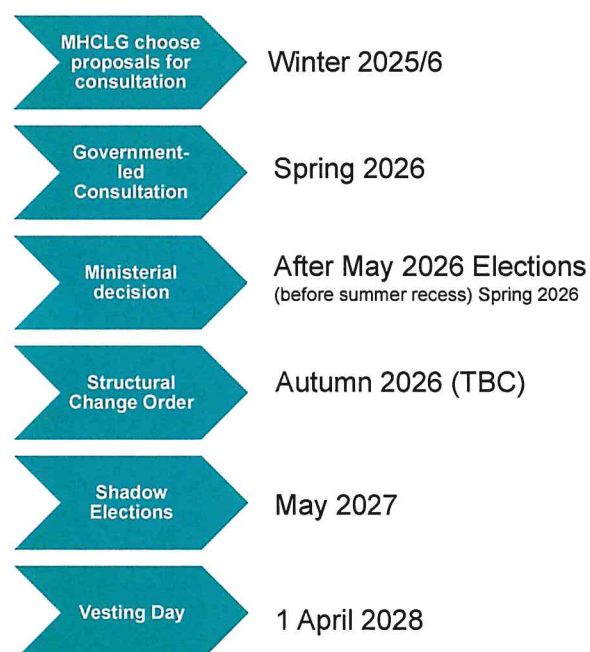 MHCLG choose
proposals for
consultation
Winter 2025/6
Government-
led
Consultation
Spring 2026
Ministerial
decision
After May 2026 Elections
(before summer recess) Spring 2026
Structural
Change Order
Autumn 2026 (TBC)
Shadow
Elections
May 2027
Vesting Day
1 April 2028